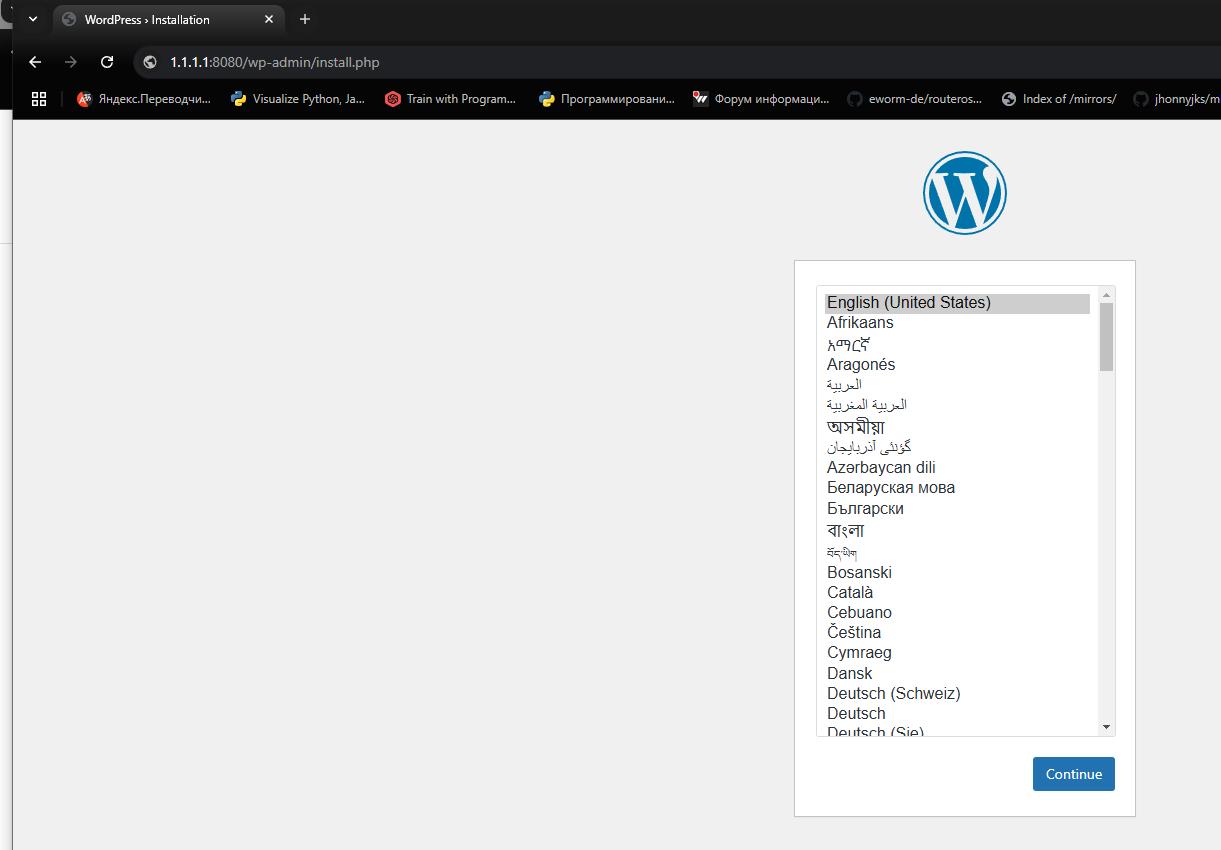 WordPress › Installation
1.1.1.1:8080/wp-admin/install.php
Яндекс.Переводчи...
Visualize Python, Ja...
Train with Program...
Программировани...
Форум информаци...
eworm-de/routeros...
Index of /mirrors/
jhonnyjks/m
English (United States)
Afrikaans
አማርኛ
Aragonés
العربية
العربية المغربية
অসমীয়া
گؤنئی آذربایجان
Azərbaycan dili
Беларуская мова
Български
বাংলা
བོད་ཡིག
Bosanski
Català
Cebuano
Čeština
Cymraeg
Dansk
Deutsch (Schweiz)
Deutsch
Deutsch (Sie)
Continue